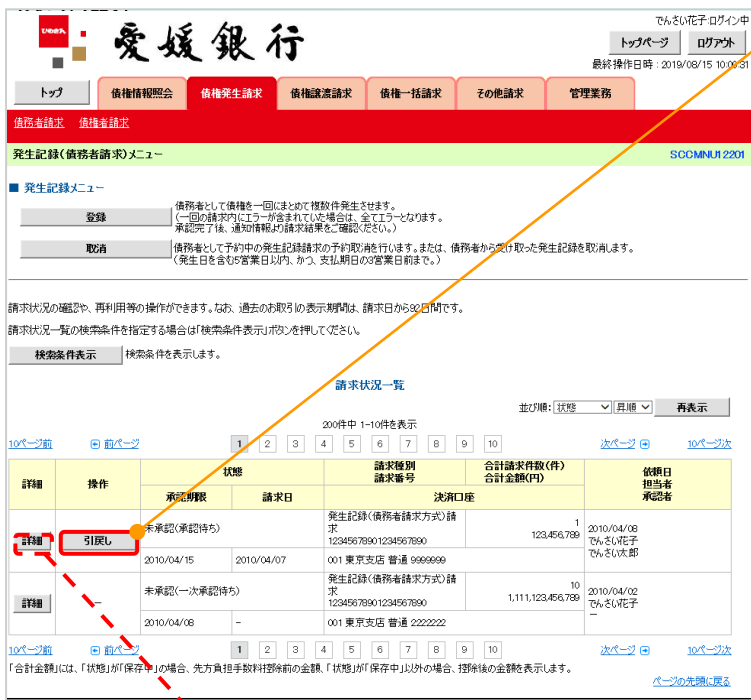 でんさい花子:ログイン中
ひめぎん
愛媛銀行
トップページ ログアウト
最終操作日時:2019/08/15 10:09:31
トップ 債権情報照会 債権発生請求 債権譲渡請求 債権一括請求 その他請求 管理業務
債務者請求 債権者請求
発生記録(債務者請求)メニュー SCCMNU12201
■ 発生記録メニュー
登録 債務者として債権を一回にまとめて複数件発生させます。
(一回の請求内にエラーが含まれていた場合は、全てエラーとなります。
承認完了後、通知情報より請求結果をご確認ください。)
取消 債務者として予約中の発生記録請求の予約取消を行います。または、債務者から受け取った発生記録を取消します。
(発生日を含む5営業日以内、かつ、支払期日の3営業日前まで。)
請求状況の確認や、再利用等の操作ができます。なお、過去のお取引の表示期間は、請求日から92日間です。
請求状況一覧の検索条件を指定する場合は「検索条件表示」ボタンを押してください。
検索条件表示 検索条件を表示します。
請求状況一覧
並び順: 状態 昇順 再表示
200件中 1-10件を表示
10ページ前 前ページ 1 2 3 4 5 6 7 8 9 10 次ページ 10ページ次
詳細 操作 状態 請求種別 合計請求件数(件) 依頼日
請求番号 合計金額(円) 担当者
承認期限 請求日 決済口座 承認者
詳細 引戻し 未承認(承認待ち) 発生記録(債務者請求方式)請求 1 2010/04/08
12345678901234567890 123,456,789 でんさい花子
2010/04/15 2010/04/07 001 東京支店 普通 9999999 でんさい太郎
詳細 – 未承認(一次承認待ち) 発生記録(債務者請求方式)請求 10 2010/04/02
12345678901234567890 1,111,123,456,789 でんさい花子
2010/04/08 – 001 東京支店 普通 2222222 –
10ページ前 前ページ 1 2 3 4 5 6 7 8 9 10 次ページ 10ページ次
「合計金額」には、「状態」が「保存中」の場合、先方負担手数料控除前の金額、「状態」が「保存中」以外の場合、控除後の金額を表示します。
ページの先頭に戻る